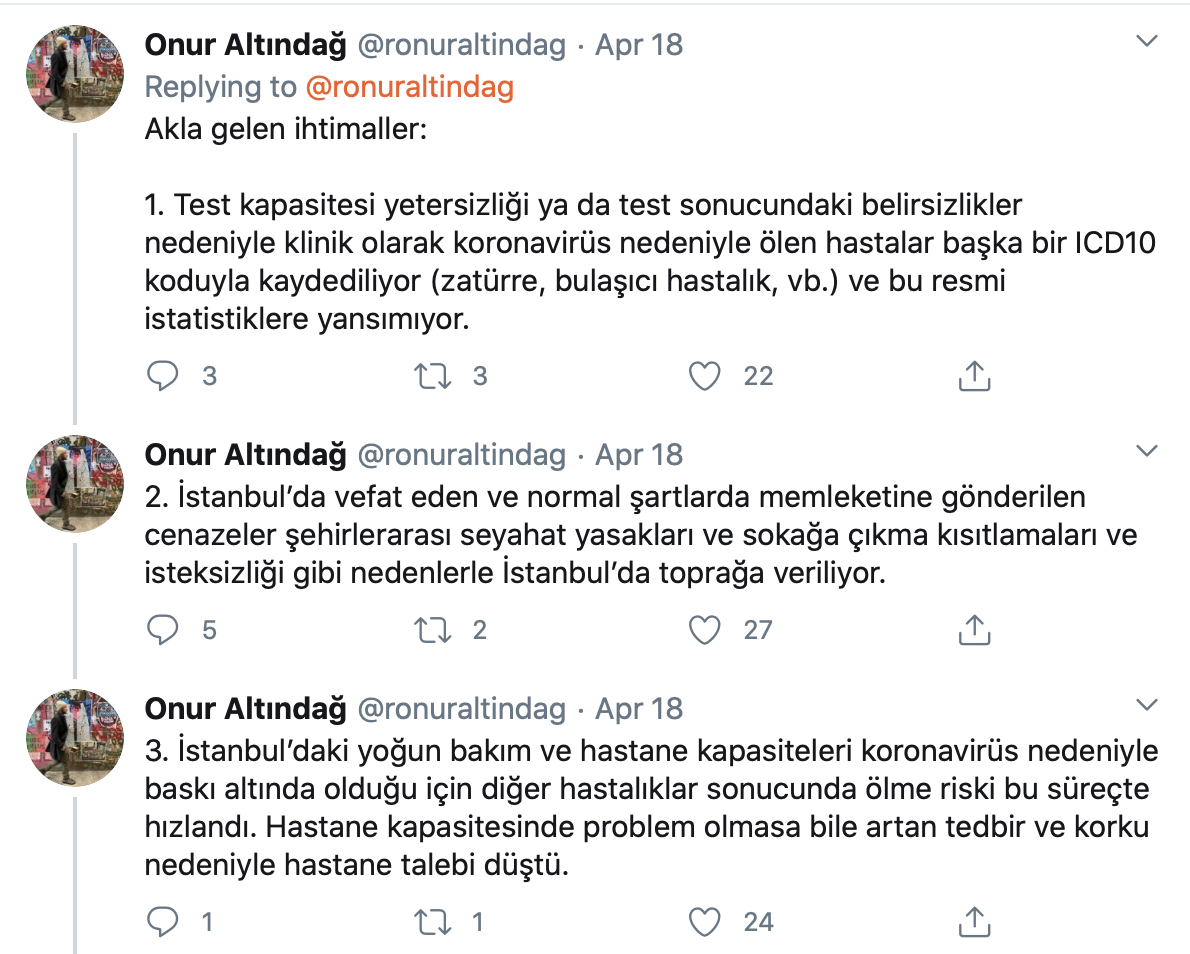 Onur Altındağ @ronuraltindag · Apr 18
Replying to @ronuraltindag
Akla gelen ihtimaller:
1. Test kapasitesi yetersizliği ya da test sonucundaki belirsizlikler
nedeniyle klinik olarak koronavirüs nedeniyle ölen hastalar başka bir ICD10
koduyla kaydediliyor (zatürre, bulaşıcı hastalık, vb.) ve bu resmi
istatistiklere yansımıyor.
3 3 22
Onur Altındağ @ronuraltindag · Apr 18
2. İstanbul’da vefat eden ve normal şartlarda memleketine gönderilen
cenazeler şehirlerarası seyahat yasakları ve sokağa çıkma kısıtlamaları ve
isteksizliği gibi nedenlerle İstanbul’da toprağa veriliyor.
5 2 27
Onur Altındağ @ronuraltindag · Apr 18
3. İstanbul’daki yoğun bakım ve hastane kapasiteleri koronavirüs nedeniyle
baskı altında olduğu için diğer hastalıklar sonucunda ölme riski bu süreçte
hızlandı. Hastane kapasitesinde problem olmasa bile artan tedbir ve korku
nedeniyle hastane talebi düştü.
1 1 24